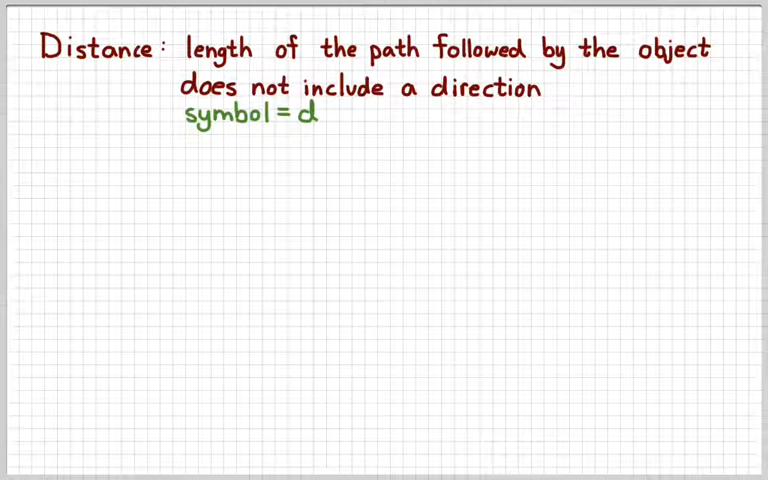 Distance: length of the path followed by the object
does not include a direction
symbol = d